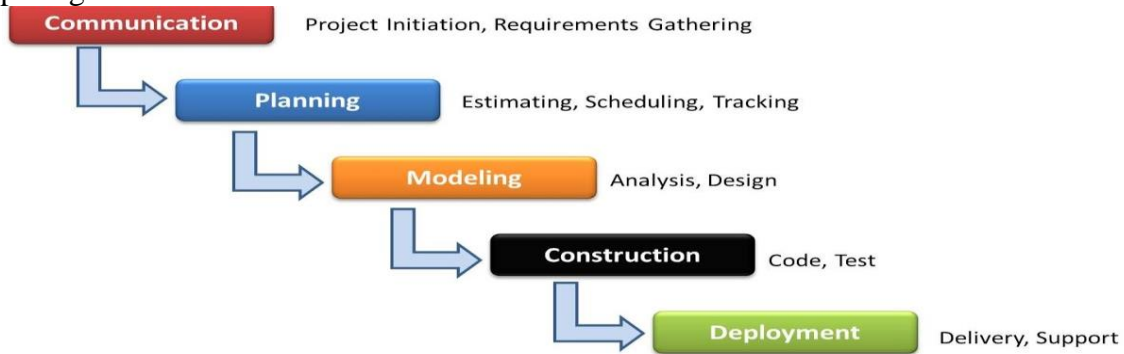 Communication Project Initiation, Requirements Gathering
Planning Estimating, Scheduling, Tracking
Modeling Analysis, Design
Construction Code, Test
Deployment Delivery, Support